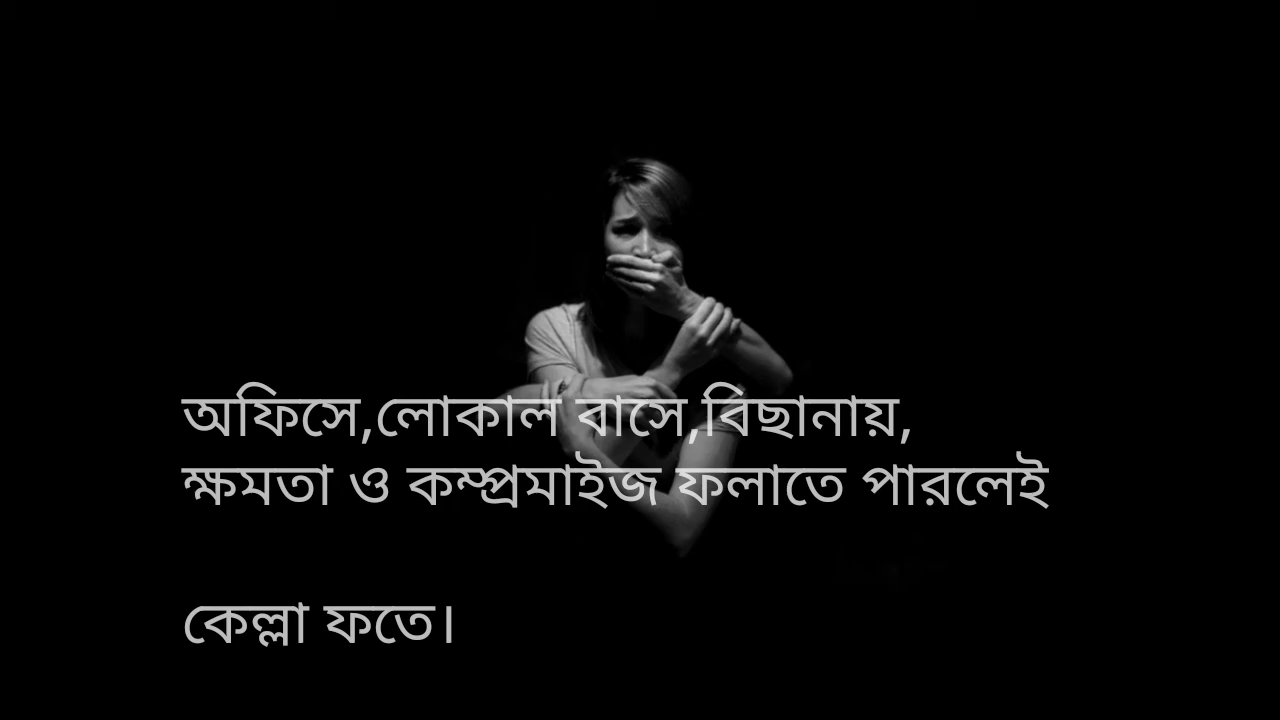 অফিসে,লোকাল বাসে,বিছানায়,
ক্ষমতা ও কম্প্রমাইজ ফলাতে পারলেই
কেল্লা ফতে।